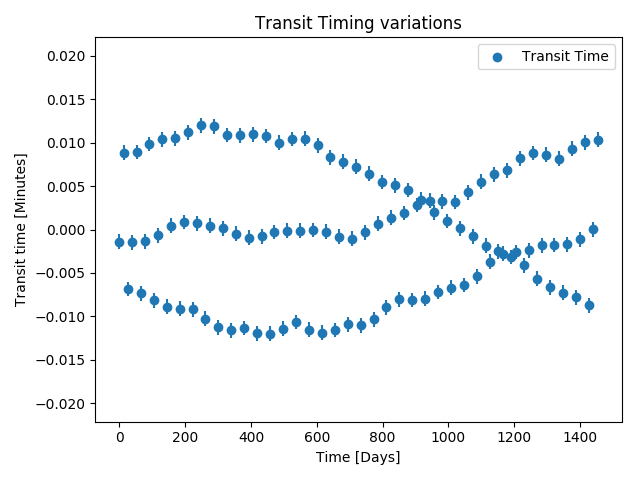 Transit Timing variations
Transit Time
0.020
0.015
0.010
0.005
0.000
−0.005
−0.010
−0.015
−0.020
Transit time [Minutes]
0 200 400 600 800 1000 1200 1400
Time [Days]